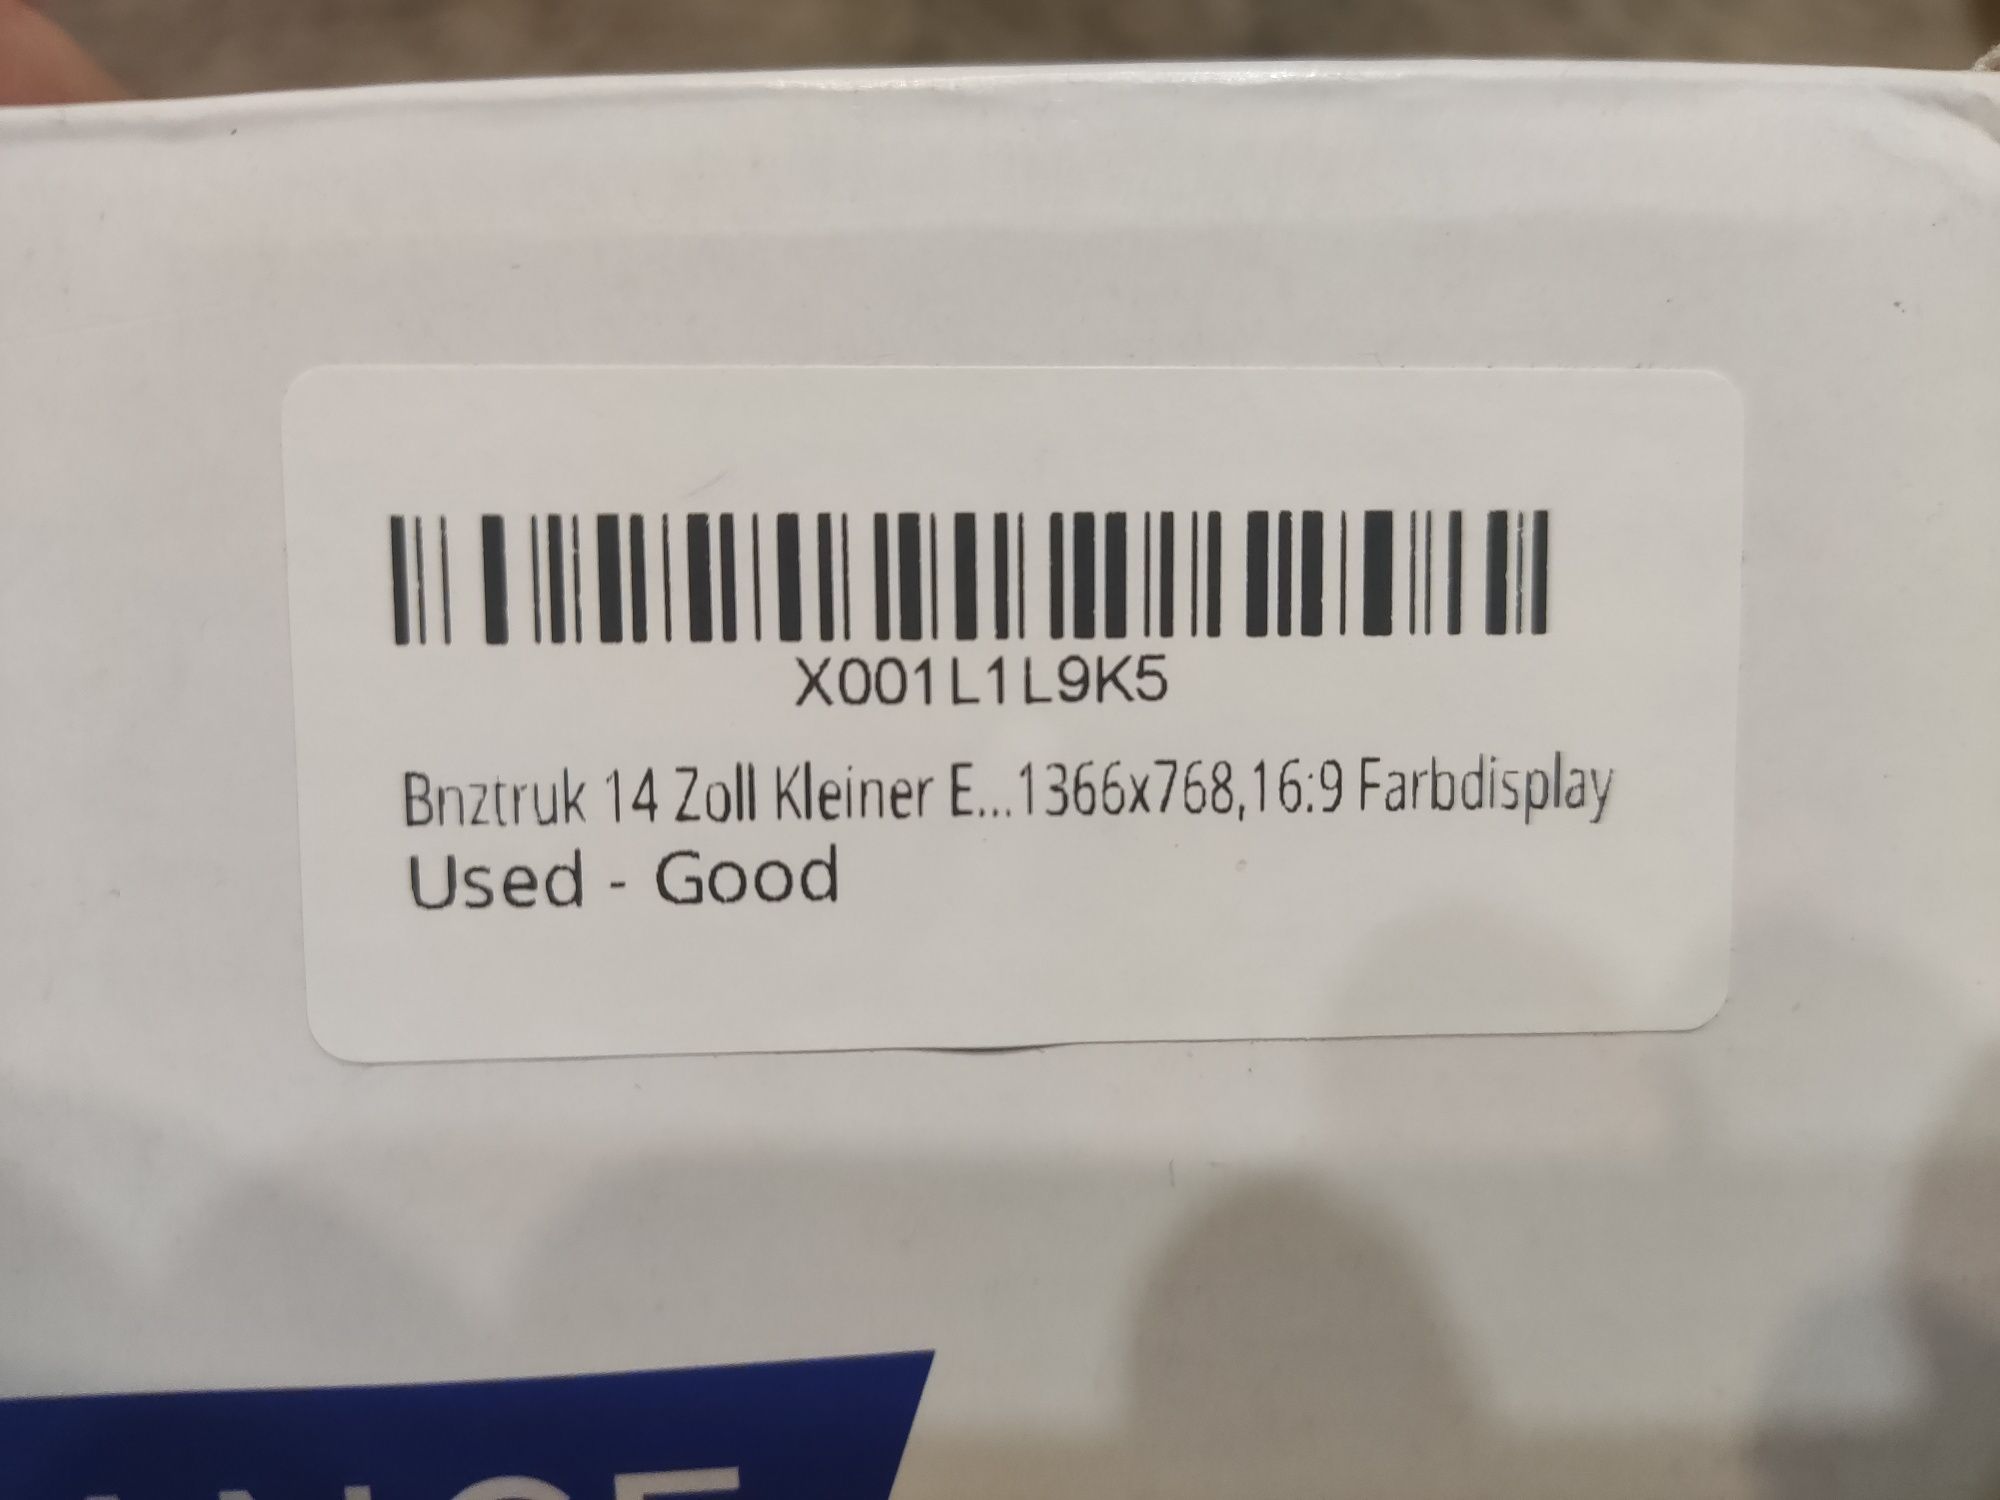 X001L1L9K5
Bnztruk 14 Zoll Kleiner E...1366x768,16:9 Farbdisplay
Used - Good